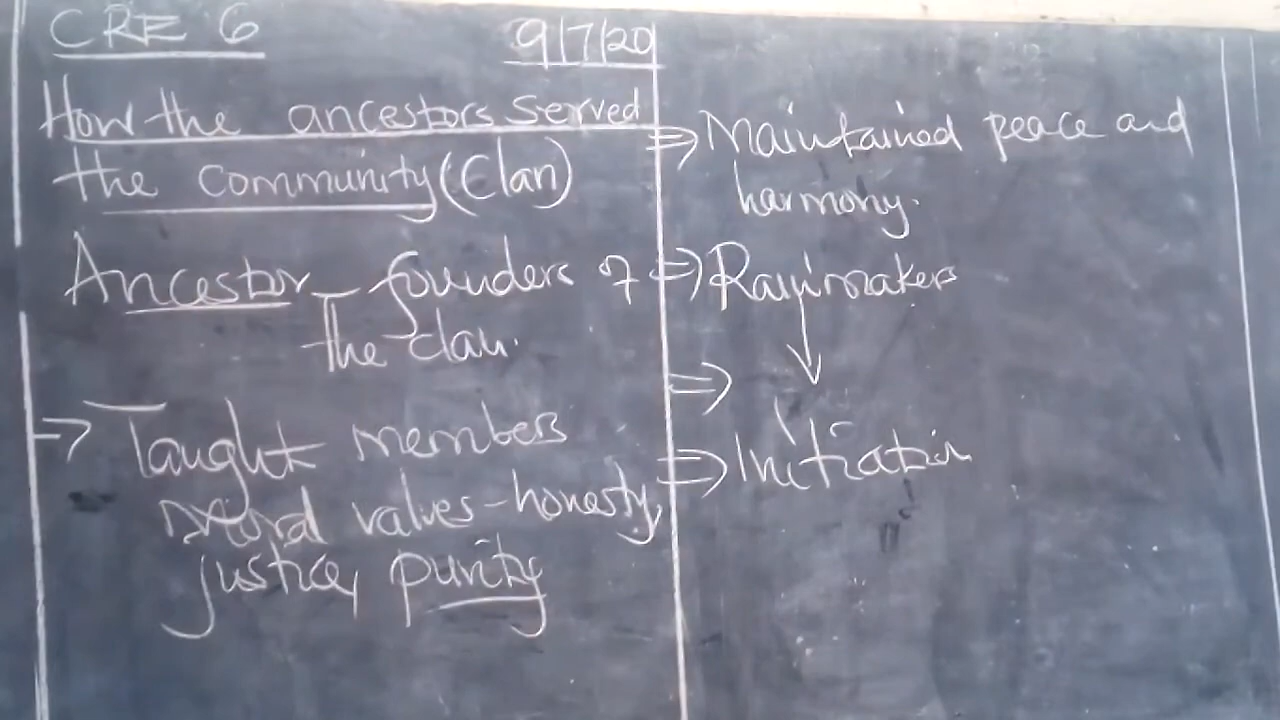 CRE 6
9/7/20
How the ancestors served
the community (Clan)
Ancestor - founders of
The clan.
→ Taught members
moral values - honesty,
justice, purity
⇒ Maintained peace and
harmony.
⇒ Rainmakers
⇒
⇒ Initiation